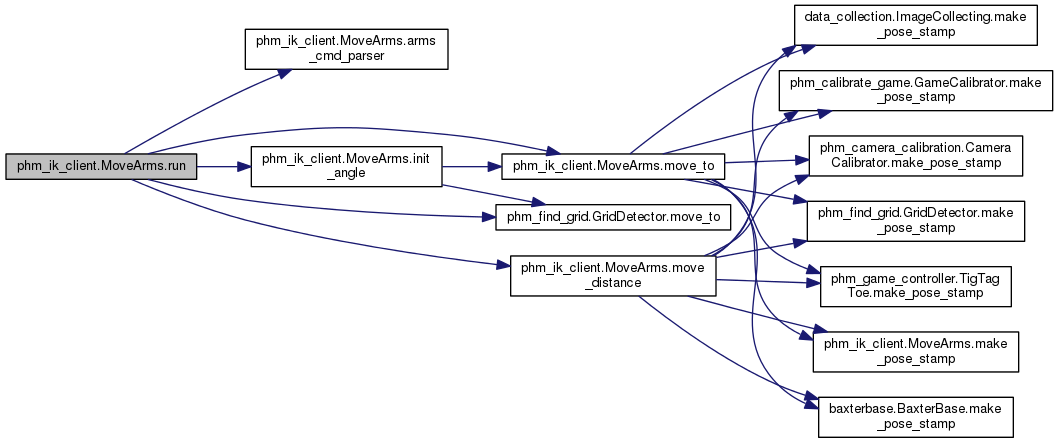 phm_ik_client.MoveArms.run
phm_ik_client.MoveArms.arms
_cmd_parser
phm_ik_client.MoveArms.init
_angle
phm_ik_client.MoveArms.move_to
phm_find_grid.GridDetector.move_to
phm_ik_client.MoveArms.move
_distance
data_collection.ImageCollecting.make
_pose_stamp
phm_calibrate_game.GameCalibrator.make
_pose_stamp
phm_camera_calibration.Camera
Calibrator.make_pose_stamp
phm_find_grid.GridDetector.make
_pose_stamp
phm_game_controller.TigTag
Toe.make_pose_stamp
phm_ik_client.MoveArms.make
_pose_stamp
baxterbase.BaxterBase.make
_pose_stamp